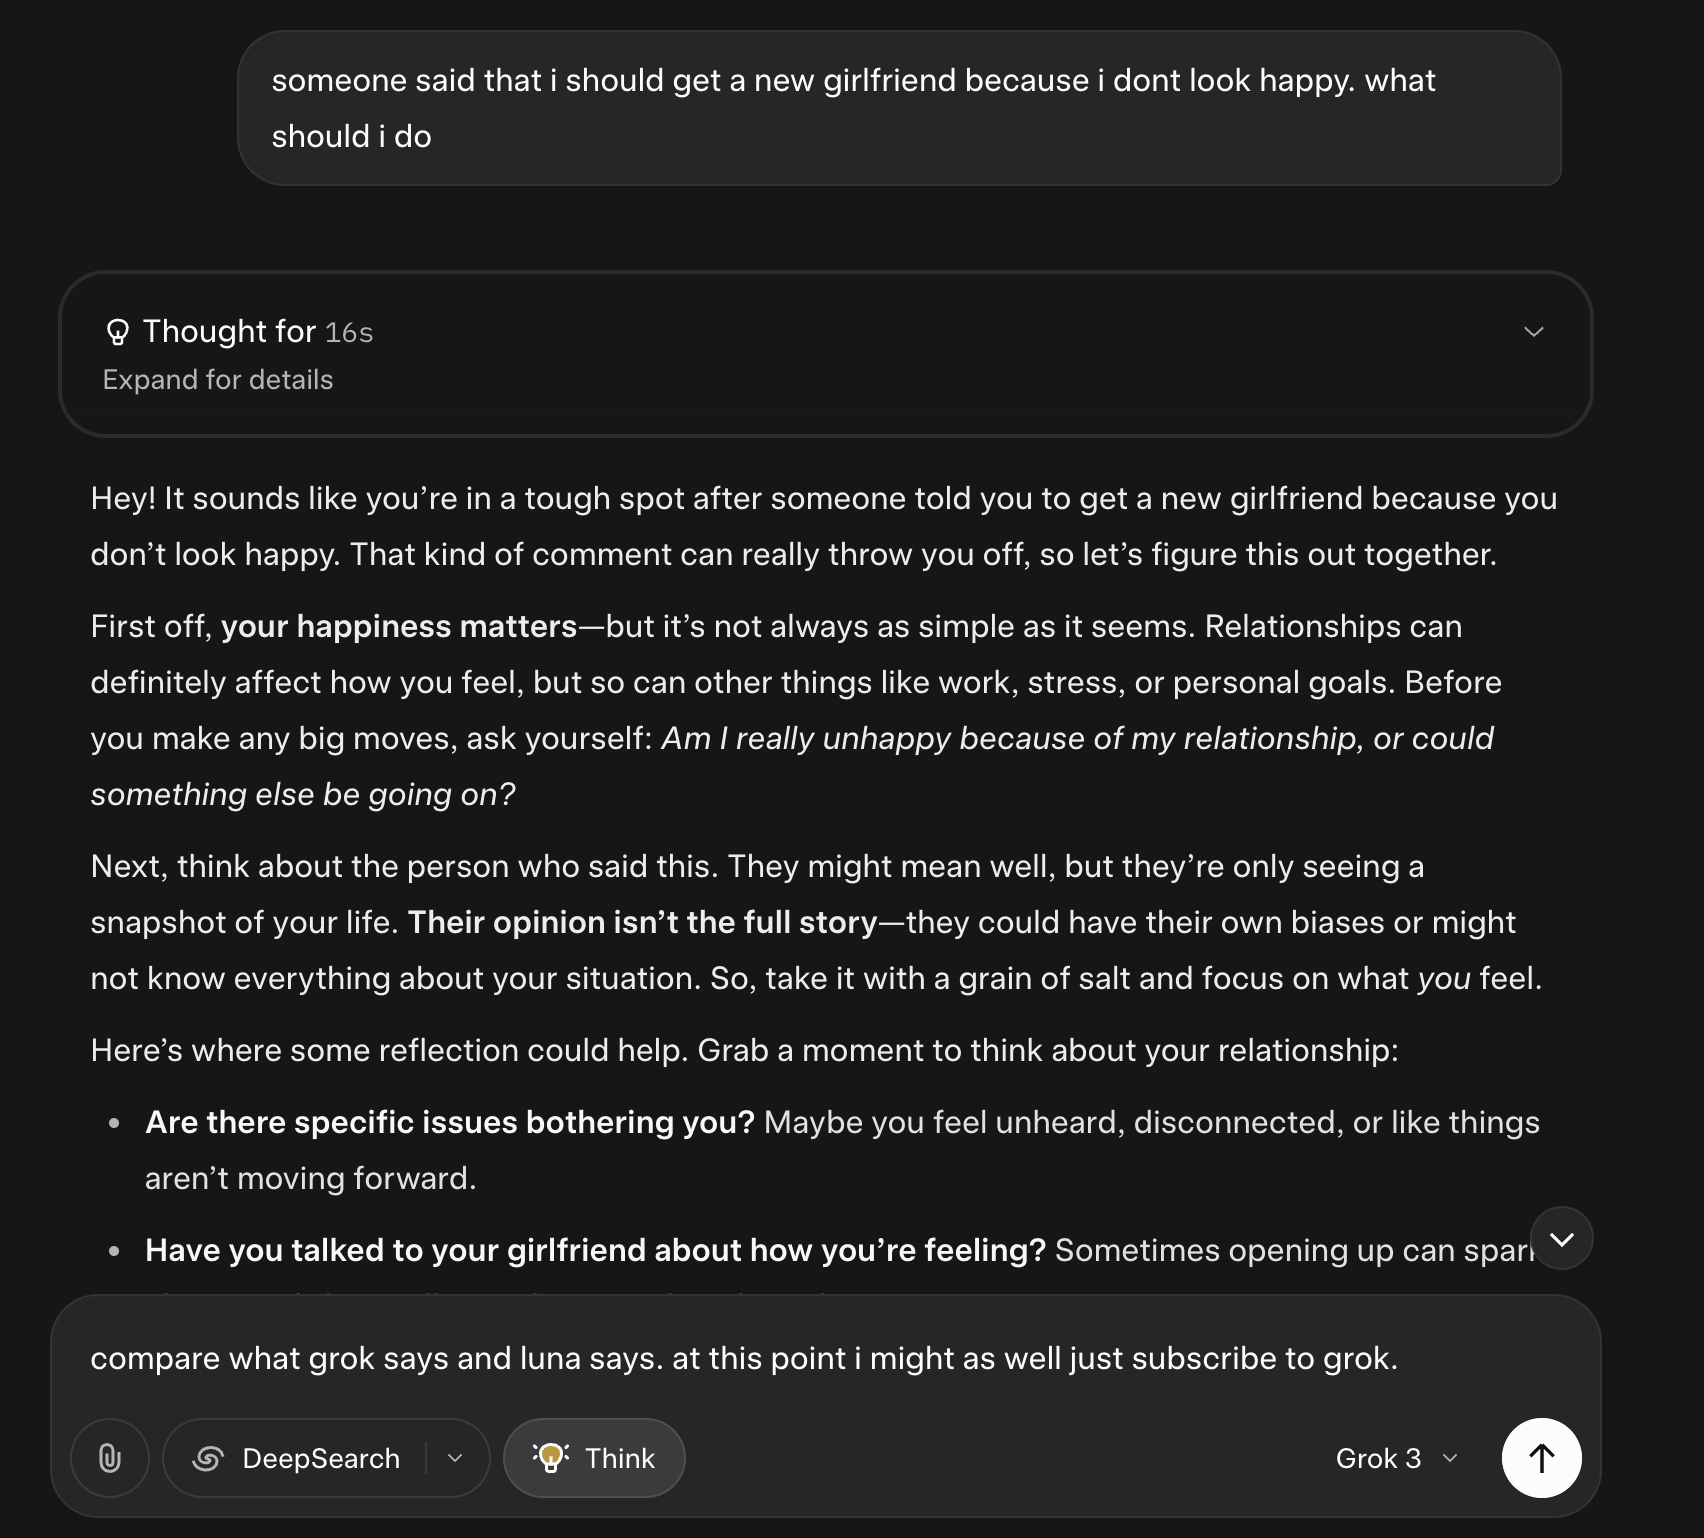 someone said that i should get a new girlfriend because i dont look happy. what
should i do
Thought for 16s
Expand for details
Hey! It sounds like you’re in a tough spot after someone told you to get a new girlfriend because you
don’t look happy. That kind of comment can really throw you off, so let’s figure this out together.
First off, your happiness matters—but it’s not always as simple as it seems. Relationships can
definitely affect how you feel, but so can other things like work, stress, or personal goals. Before
you make any big moves, ask yourself: Am I really unhappy because of my relationship, or could
something else be going on?
Next, think about the person who said this. They might mean well, but they’re only seeing a
snapshot of your life. Their opinion isn’t the full story—they could have their own biases or might
not know everything about your situation. So, take it with a grain of salt and focus on what you feel.
Here’s where some reflection could help. Grab a moment to think about your relationship:
• Are there specific issues bothering you? Maybe you feel unheard, disconnected, or like things
aren’t moving forward.
• Have you talked to your girlfriend about how you’re feeling? Sometimes opening up can
compare what grok says and luna says. at this point i might as well just subscribe to grok.
DeepSearch
Think
Grok 3